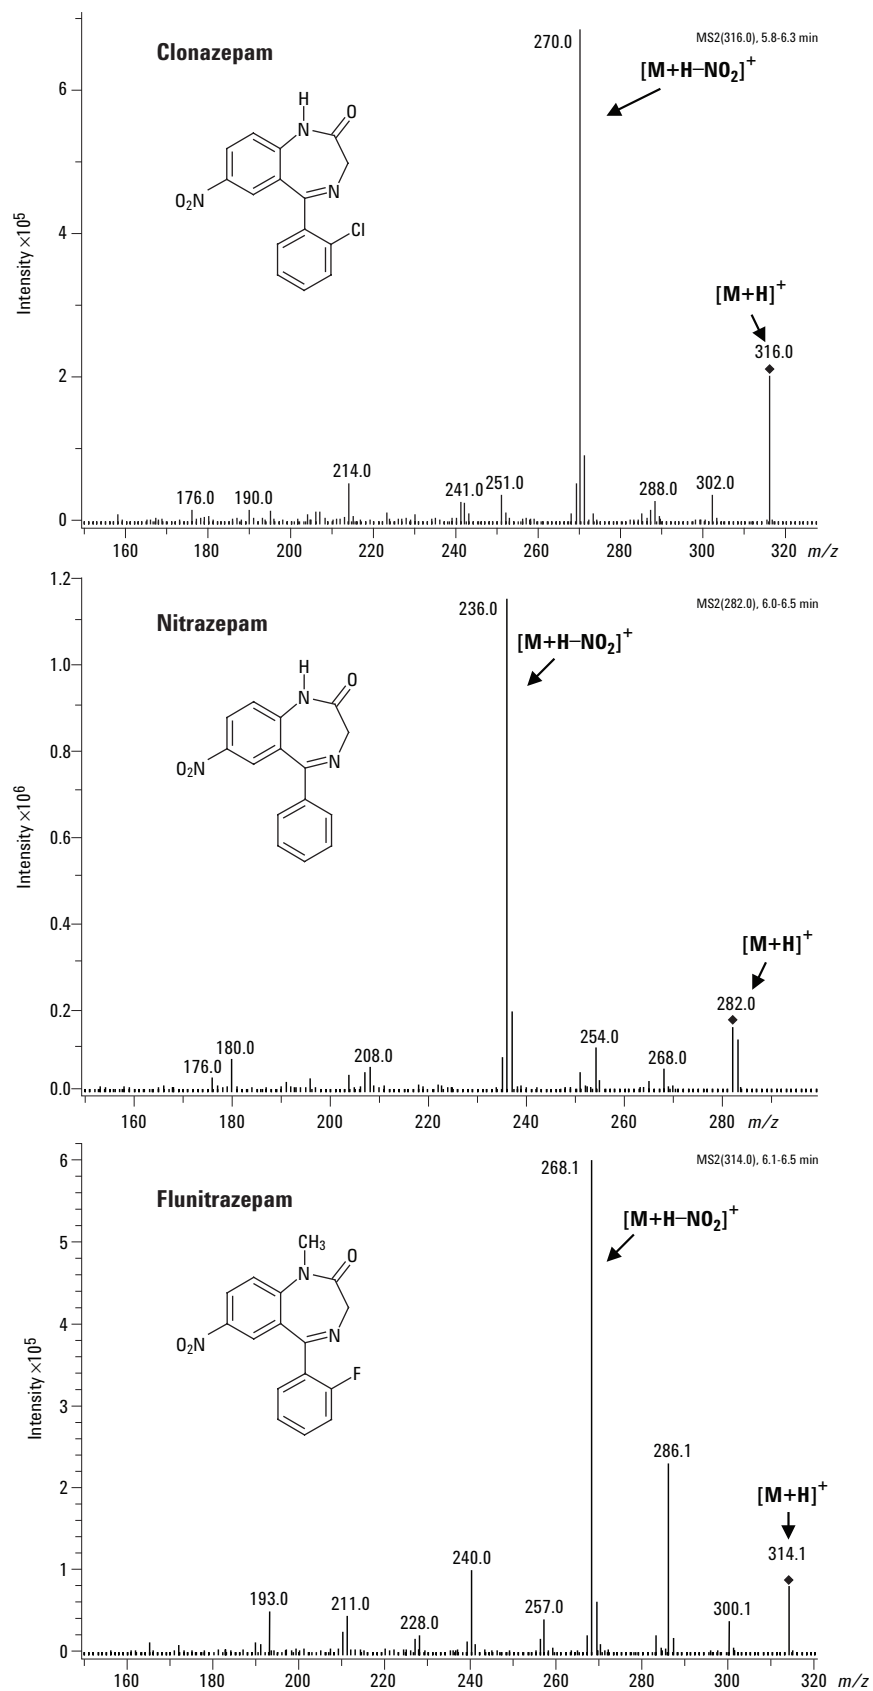 Clonazepam
MS2(316.0), 5.8-6.3 min
270.0
[M+H–NO2]+
H
N
O
N
O2N
Cl
[M+H]+
316.0
Intensity ×105
6
4
2
0
176.0
190.0
214.0
241.0
251.0
288.0
302.0
160 180 200 220 240 260 280 300 320 m/z
Nitrazepam
MS2(282.0), 6.0-6.5 min
236.0
[M+H–NO2]+
H
N
O
N
O2N
[M+H]+
282.0
Intensity ×106
1.2
1.0
0.8
0.6
0.4
0.2
0.0
176.0
180.0
208.0
254.0
268.0
160 180 200 220 240 260 280 m/z
Flunitrazepam
MS2(314.0), 6.1-6.5 min
268.1
[M+H–NO2]+
CH3
N
O
N
O2N
F
286.1
[M+H]+
314.1
Intensity ×105
6
5
4
3
2
1
0
193.0
211.0
228.0
240.0
257.0
300.1
160 180 200 220 240 260 280 300 320 m/z